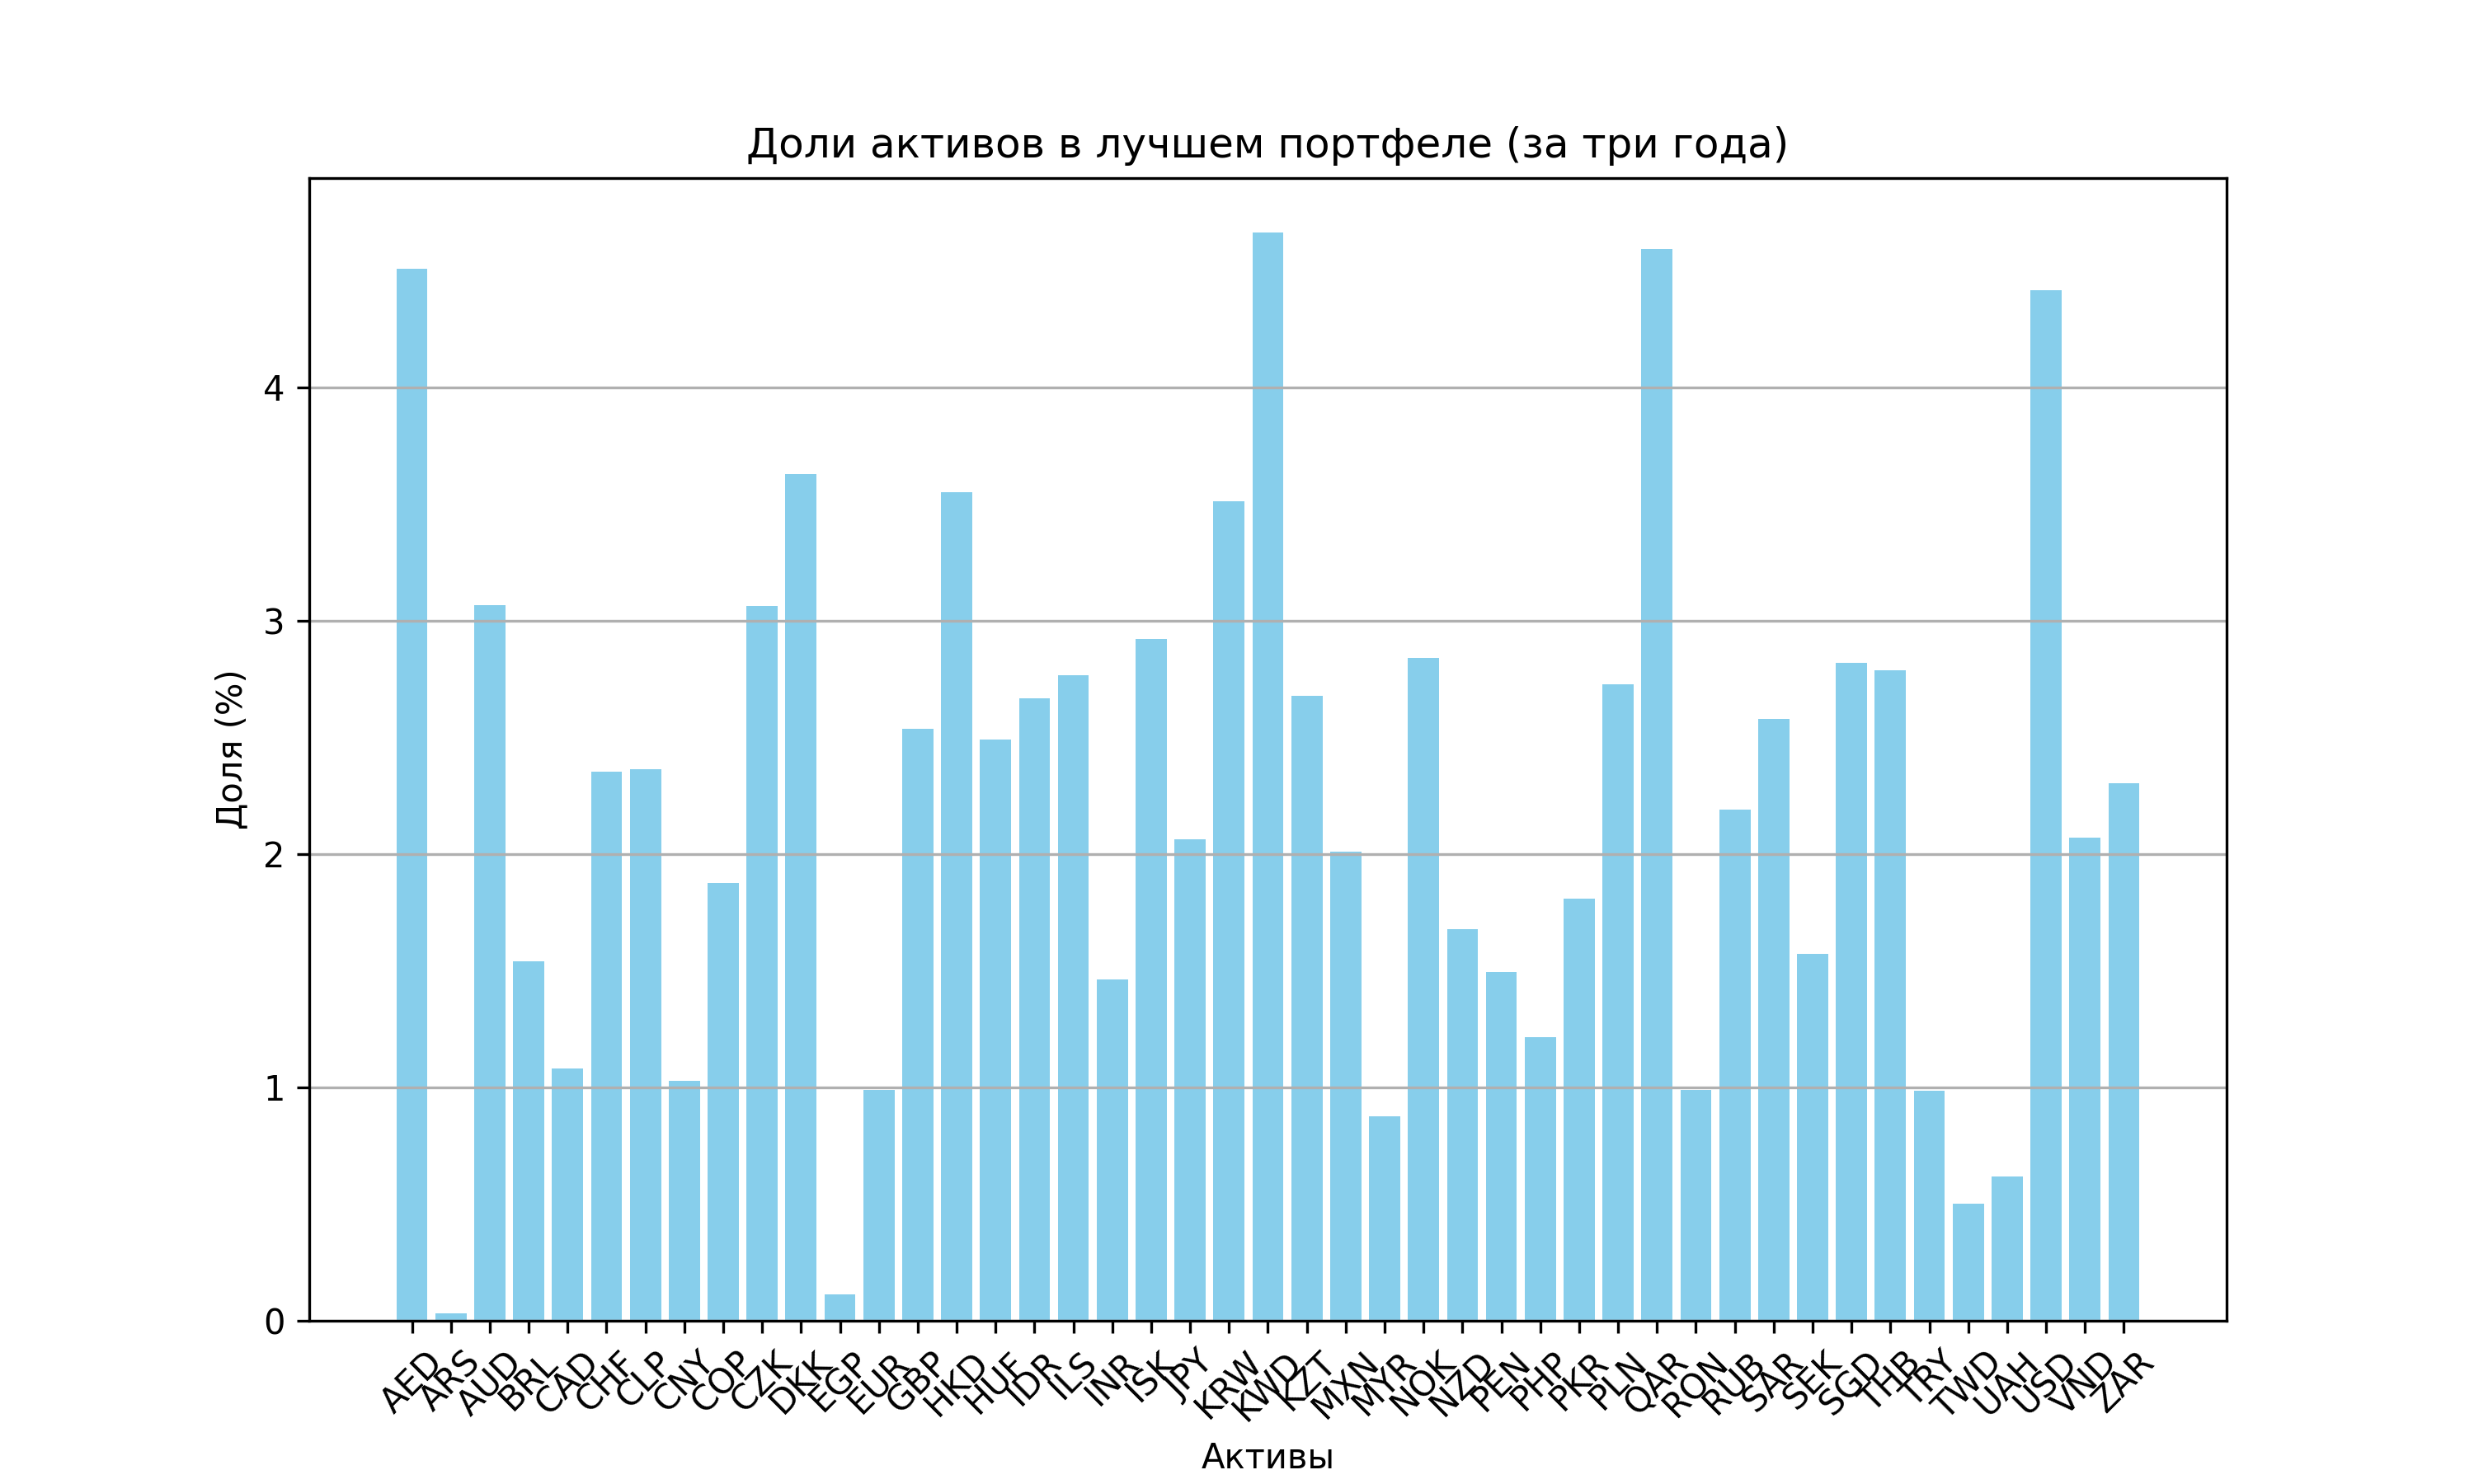 Доли активов в лучшем портфеле (за три года)
Доля (%)
4
3
2
1
0
AED ARS AUD BRL CAD CHF CLP CNY COP CZK DKK EGP EUR GBP HKD HUF IDR ILS INR ISK JPY KRW KWD KZT MXN MYR NOK NZD PEN PHP PKR PLN QAR RON RUB SAR SEK SGD THB TRY TWD UAH USD VND ZAR
Активы